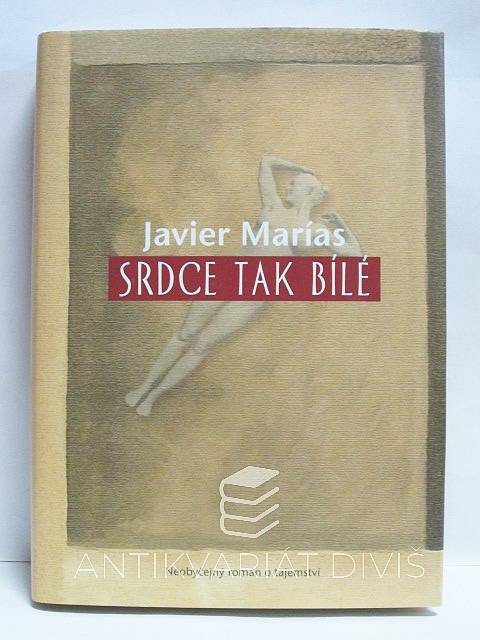 Javier Marías
SRDCE TAK BÍLÉ
ANTIKVARIÁT DIVIŠ
Neobyčejný román o tajemství